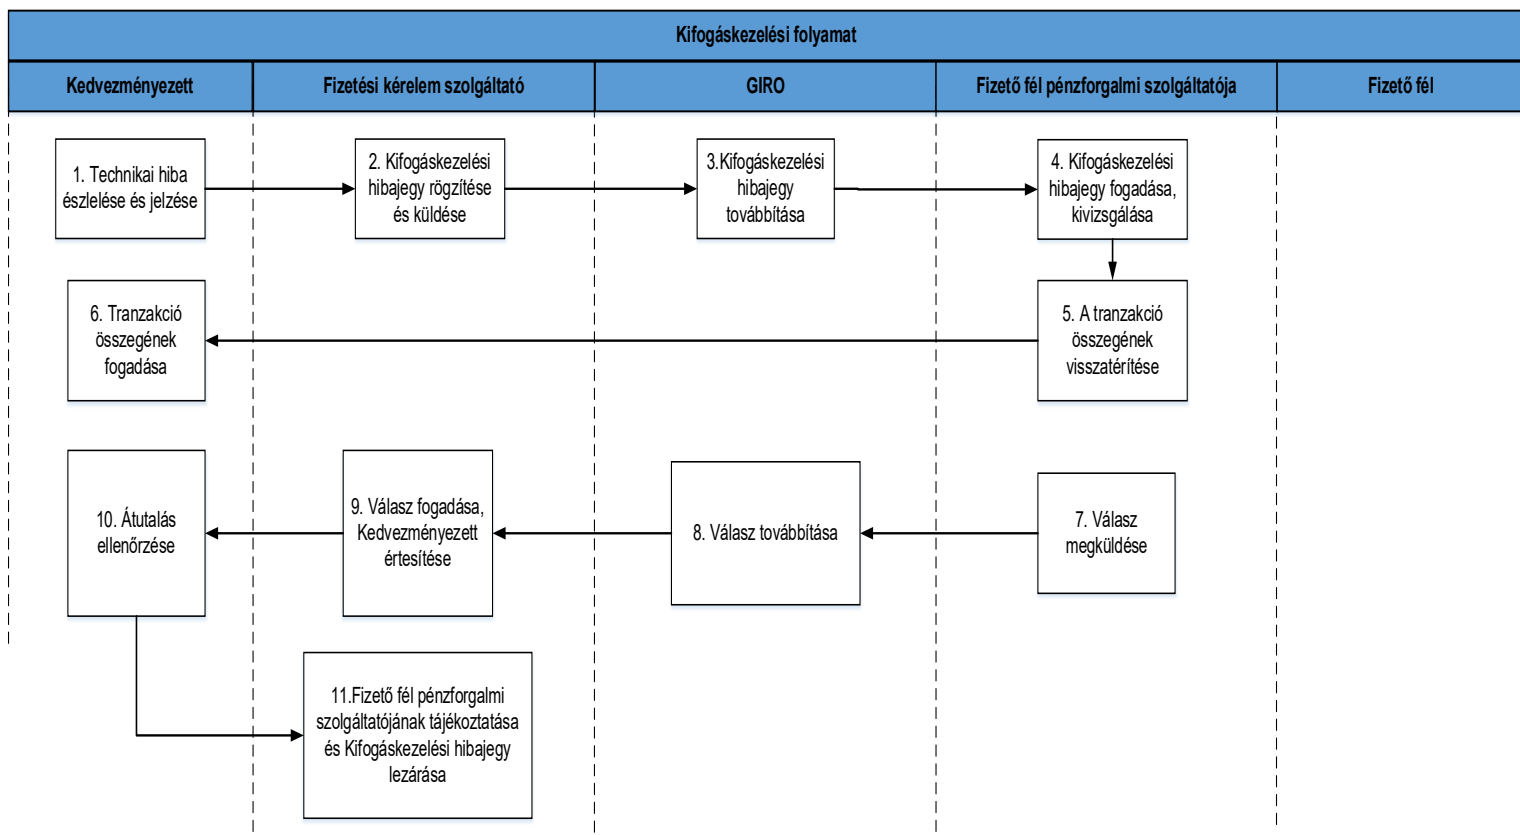 Kifogáskezelési folyamat
Kedvezményezett
Fizetési kérelem szolgáltató
GIRO
Fizető fél pénzforgalmi szolgáltatója
Fizető fél
1. Technikai hiba
észlelése és jelzése
2. Kifogáskezelési
hibajegy rögzítése
és küldése
3.Kifogáskezelési
hibajegy
továbbítása
4. Kifogáskezelési
hibajegy fogadása,
kivizsgálása
5. A tranzakció
összegének
visszatérítése
6. Tranzakció
összegének
fogadása
7. Válasz
megküldése
8. Válasz továbbítása
9. Válasz fogadása,
Kedvezményezett
értesítése
10. Átutalás
ellenőrzése
11.Fizető fél pénzforgalmi
szolgáltatójának tájékoztatása
és Kifogáskezelési hibajegy
lezárása